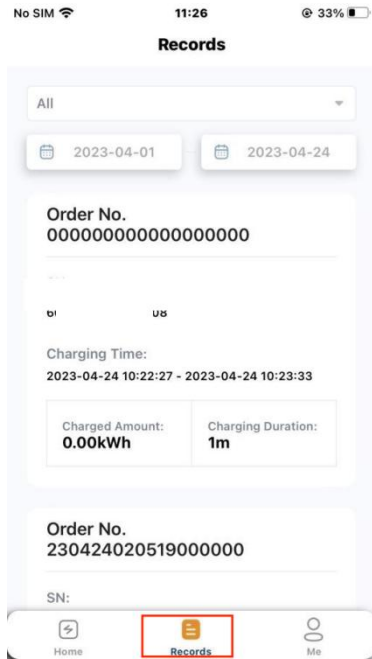 No SIM 11:26 33%
Records
All
2023-04-01 - 2023-04-24
Order No.
000000000000000000
Charging Time:
2023-04-24 10:22:27 - 2023-04-24 10:23:33
Charged Amount: Charging Duration:
0.00kWh 1m
Order No.
230424020519000000
SN:
Home Records Me